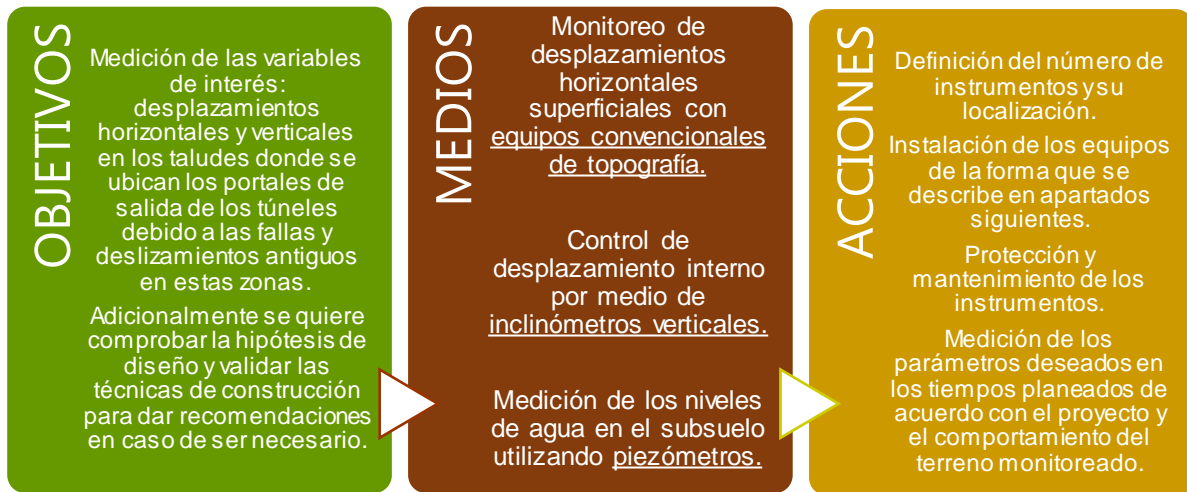 OBJETIVOS
Medición de las variables
de interés:
desplazamientos
horizontales y verticales
en los taludes donde se
ubican los portales de
salida de los túneles
debido a las fallas y
deslizamientos antiguos
en estas zonas.
Adicionalmente se quiere
comprobar la hipótesis de
diseño y validar las
técnicas de construcción
para dar recomendaciones
en caso de ser necesario.
MEDIOS
Monitoreo de
desplazamientos
horizontales
superficiales con
equipos convencionales
de topografía.
Control de
desplazamiento interno
por medio de
inclinómetros verticales.
Medición de los niveles
de agua en el subsuelo
utilizando piezómetros.
ACCIONES
Definición del número de
instrumentos y su
localización.
Instalación de los equipos
de la forma que se
describe en apartados
siguientes.
Protección y
mantenimiento de los
instrumentos.
Medición de los
parámetros deseados en
los tiempos planeados de
acuerdo con el proyecto y
el comportamiento del
terreno monitoreado.